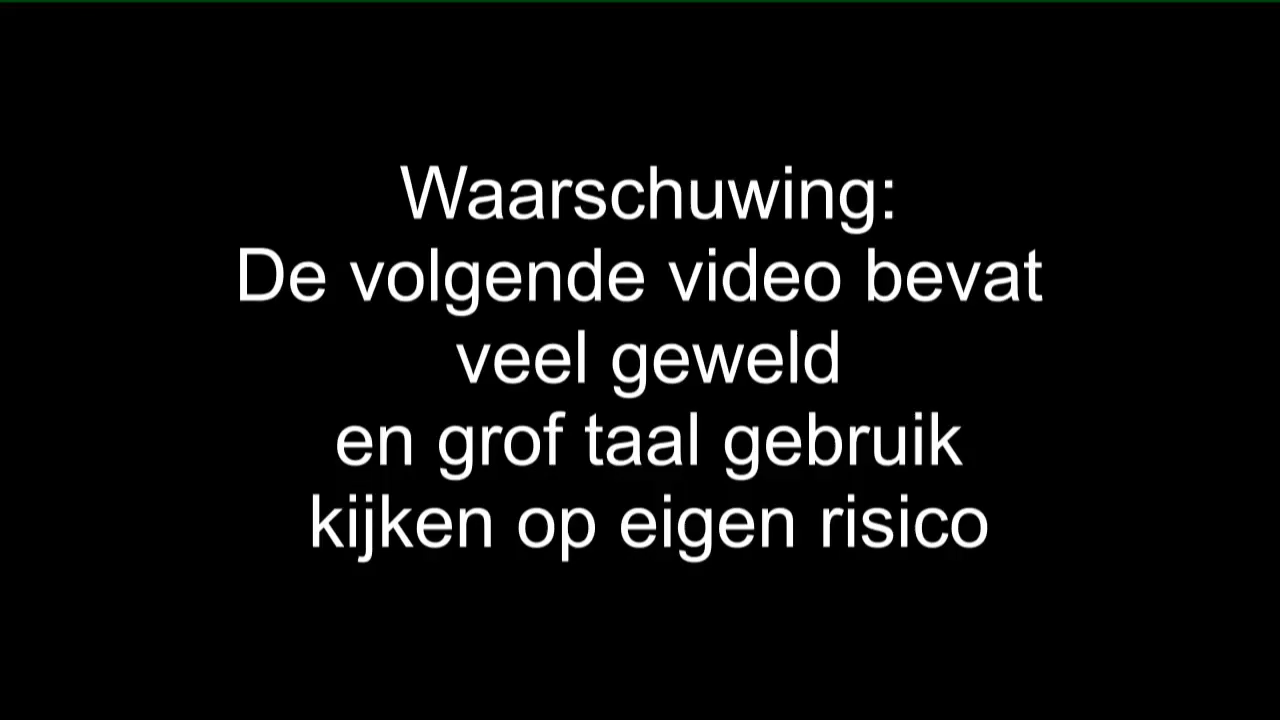 Waarschuwing:
De volgende video bevat
veel geweld
en grof taal gebruik
kijken op eigen risico